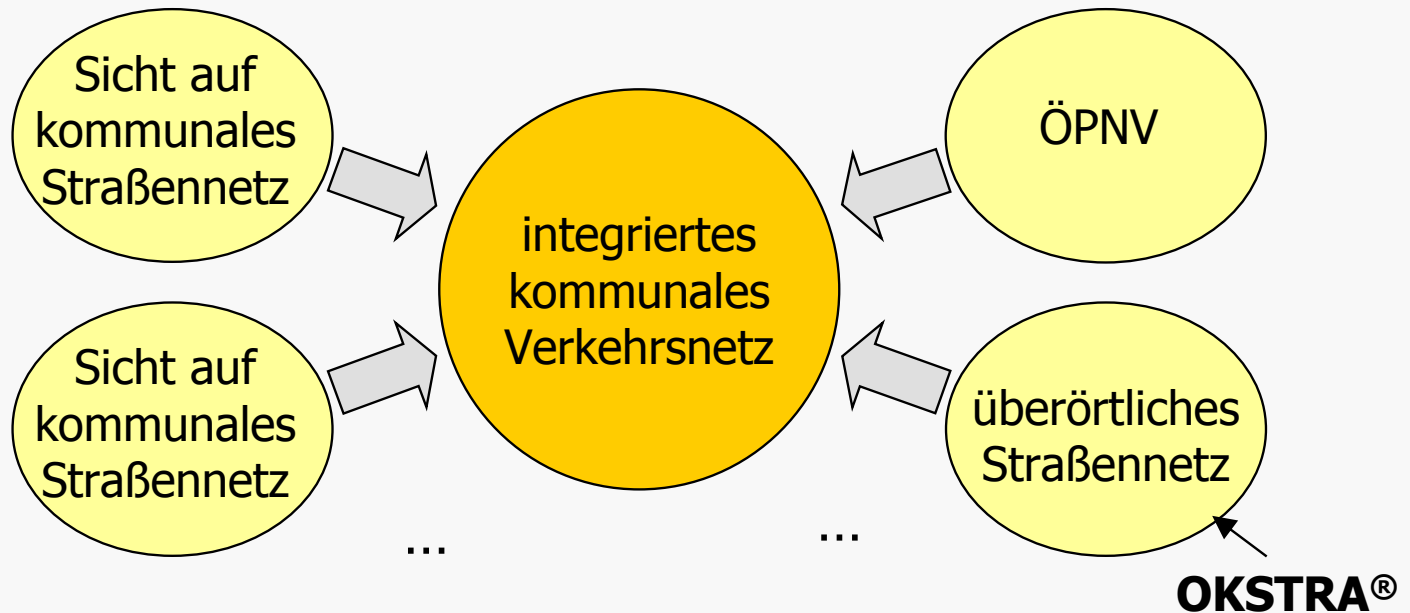 Sicht auf
kommunales
Straßennetz
ÖPNV
integriertes
kommunales
Verkehrsnetz
Sicht auf
kommunales
Straßennetz
überörtliches
Straßennetz
...
...
OKSTRA®